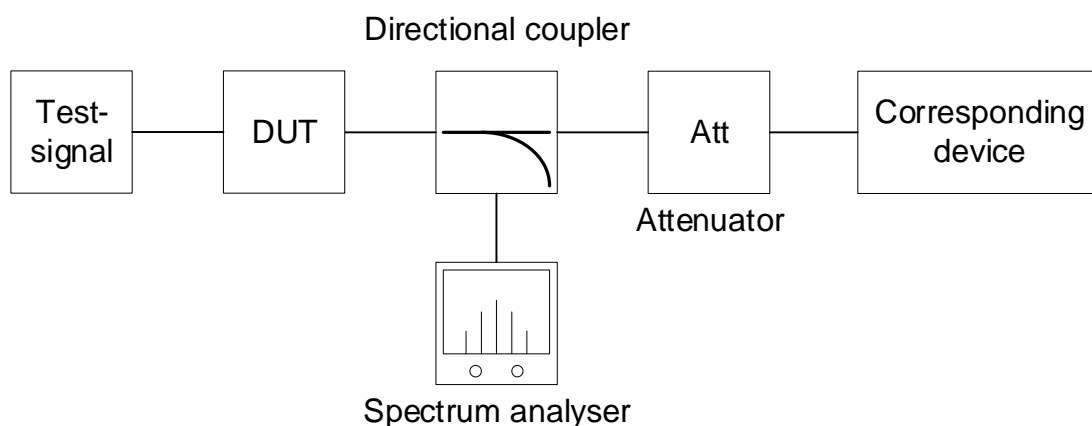 Directional coupler
Test-
signal
DUT
Att
Corresponding
device
Attenuator
Spectrum analyser